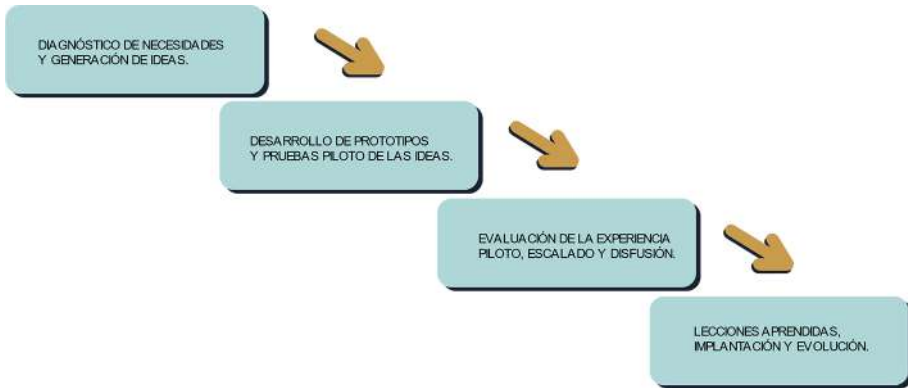 DIAGNÓSTICO DE NECESIDADES
Y GENERACIÓN DE IDEAS.
DESARROLLO DE PROTOTIPOS
Y PRUEBAS PILOTO DE LAS IDEAS.
EVALUACIÓN DE LA EXPERIENCIA
PILOTO, ESCALADO Y DISFUSIÓN.
LECCIONES APRENDIDAS,
IMPLANTACIÓN Y EVOLUCIÓN.